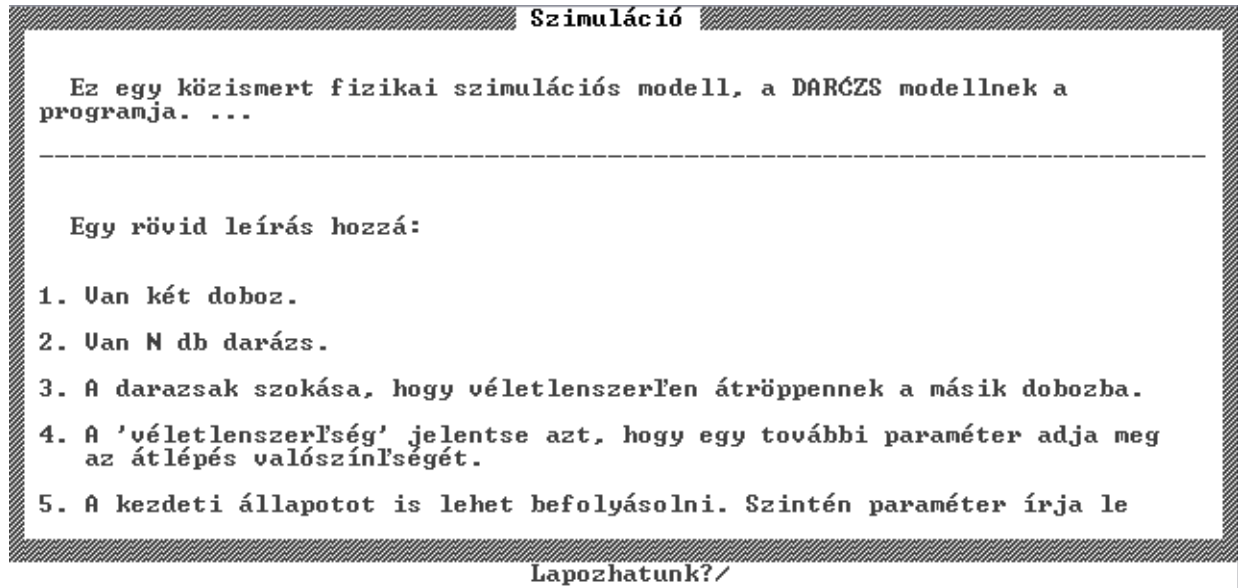 Szimuláció
Ez egy közismert fizikai szimulációs modell, a DARĆZS modellnek a
programja. ...
Egy rövid leírás hozzá:
1. Van két doboz.
2. Van N db darázs.
3. A darazsak szokása, hogy véletlenszerľen átröppennek a másik dobozba.
4. A 'véletlenszerľség' jelentse azt, hogy egy további paraméter adja meg
az átlépés valószínľségét.
5. A kezdeti állapotot is lehet befolyásolni. Szintén paraméter írja le
Lapozhatunk?/